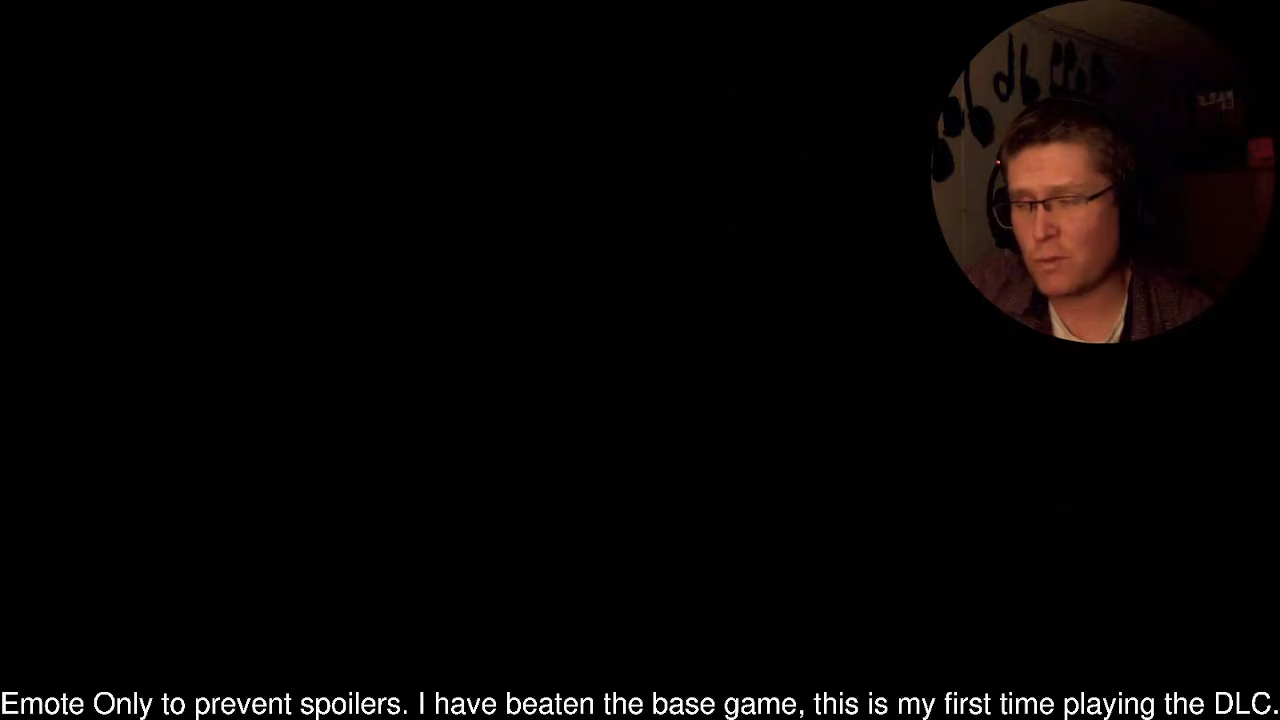 Emote Only to prevent spoilers. I have beaten the base game, this is my first time playing the DLC.